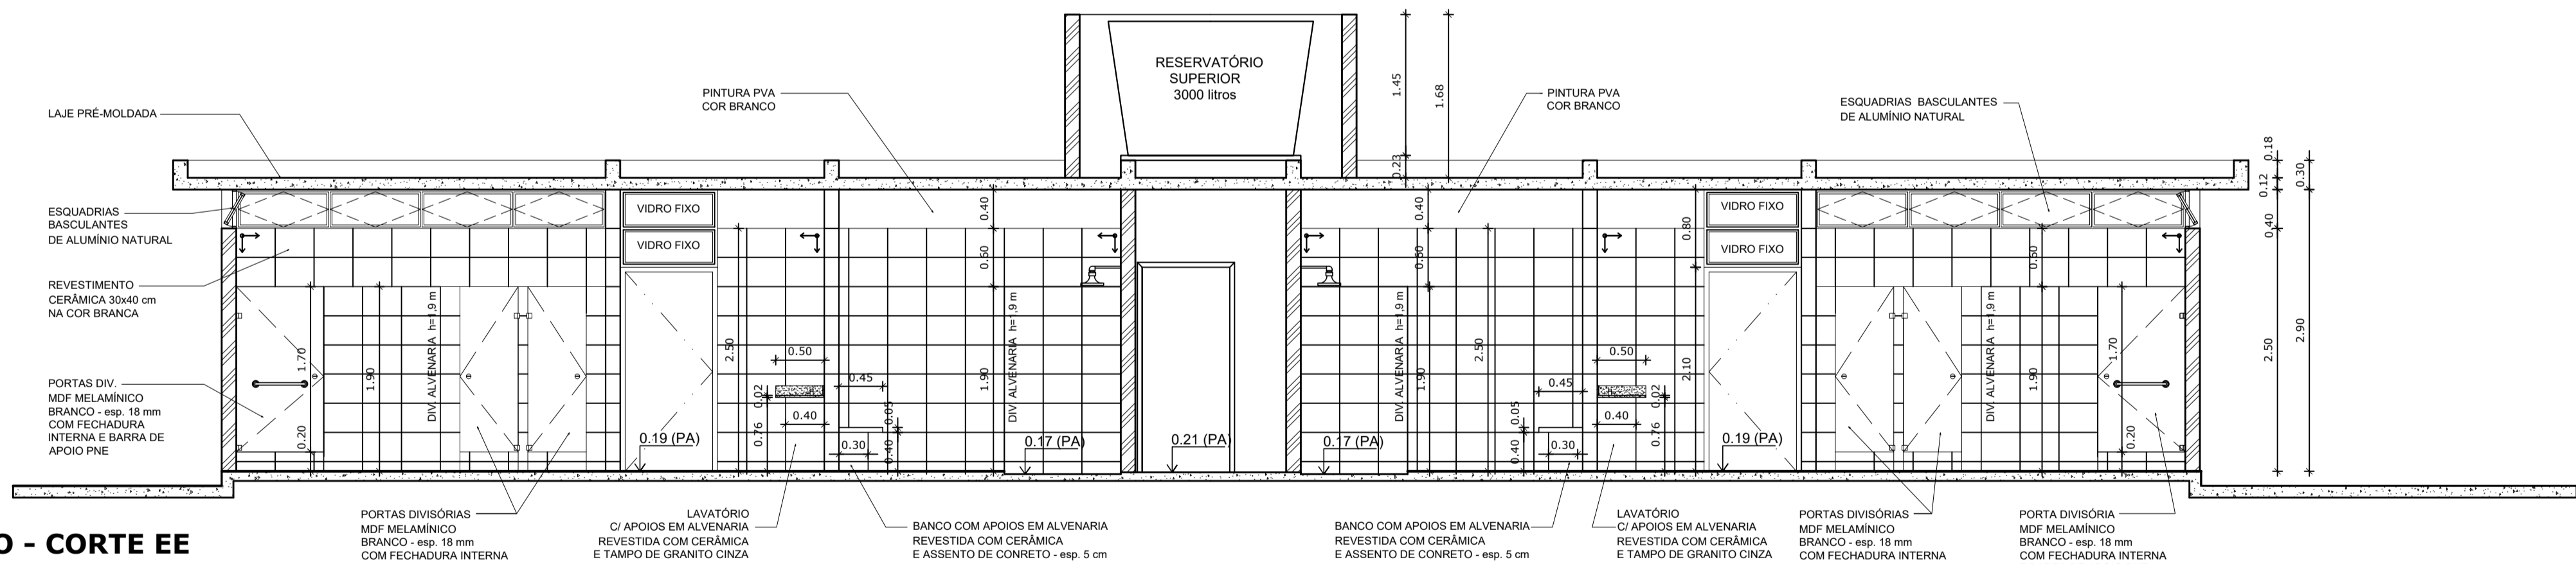 RESERVATÓRIO
SUPERIOR
3000 litros
1.45
1.68
0.23
LAJE PRÉ-MOLDADA
PINTURA PVA
COR BRANCO
PINTURA PVA
COR BRANCO
ESQUADRIAS BASCULANTES
DE ALUMÍNIO NATURAL
0.18
0.30
0.12
0.40
2.50
2.90
ESQUADRIAS
BASCULANTES
DE ALUMÍNIO NATURAL
REVESTIMENTO
CERÂMICA 30x40 cm
NA COR BRANCA
PORTAS DIV.
MDF MELAMÍNICO
BRANCO - esp. 18 mm
COM FECHADURA
INTERNA E BARRA DE
APOIO PNE
1.70
0.20
1.90
DIV. ALVENARIA h=1,9 m
VIDRO FIXO
VIDRO FIXO
0.19 (PA)
2.50
0.50
0.02
0.40
0.76
0.45
0.05
0.30
0.40
0.40
0.60
1.90
DIV. ALVENARIA h=1,9 m
0.17 (PA)
0.21 (PA)
0.17 (PA)
DIV. ALVENARIA h=1,9 m
0.40
0.60
1.90
2.50
0.45
0.05
0.30
0.40
0.50
0.02
0.40
0.76
0.80
2.10
VIDRO FIXO
VIDRO FIXO
0.19 (PA)
DIV. ALVENARIA h=1,9 m
0.60
1.90
1.70
0.20
O - CORTE EE
PORTAS DIVISÓRIAS
MDF MELAMÍNICO
BRANCO - esp. 18 mm
COM FECHADURA INTERNA
LAVATÓRIO
C/ APOIOS EM ALVENARIA
REVESTIDA COM CERÂMICA
E TAMPO DE GRANITO CINZA
BANCO COM APOIOS EM ALVENARIA
REVESTIDA COM CERÂMICA
E ASSENTO DE CONRETO - esp. 5 cm
BANCO COM APOIOS EM ALVENARIA
REVESTIDA COM CERÂMICA
E ASSENTO DE CONRETO - esp. 5 cm
LAVATÓRIO
C/ APOIOS EM ALVENARIA
REVESTIDA COM CERÂMICA
E TAMPO DE GRANITO CINZA
PORTAS DIVISÓRIAS
MDF MELAMÍNICO
BRANCO - esp. 18 mm
COM FECHADURA INTERNA
PORTA DIVISÓRIA
MDF MELAMÍNICO
BRANCO - esp. 18 mm
COM FECHADURA INTERNA